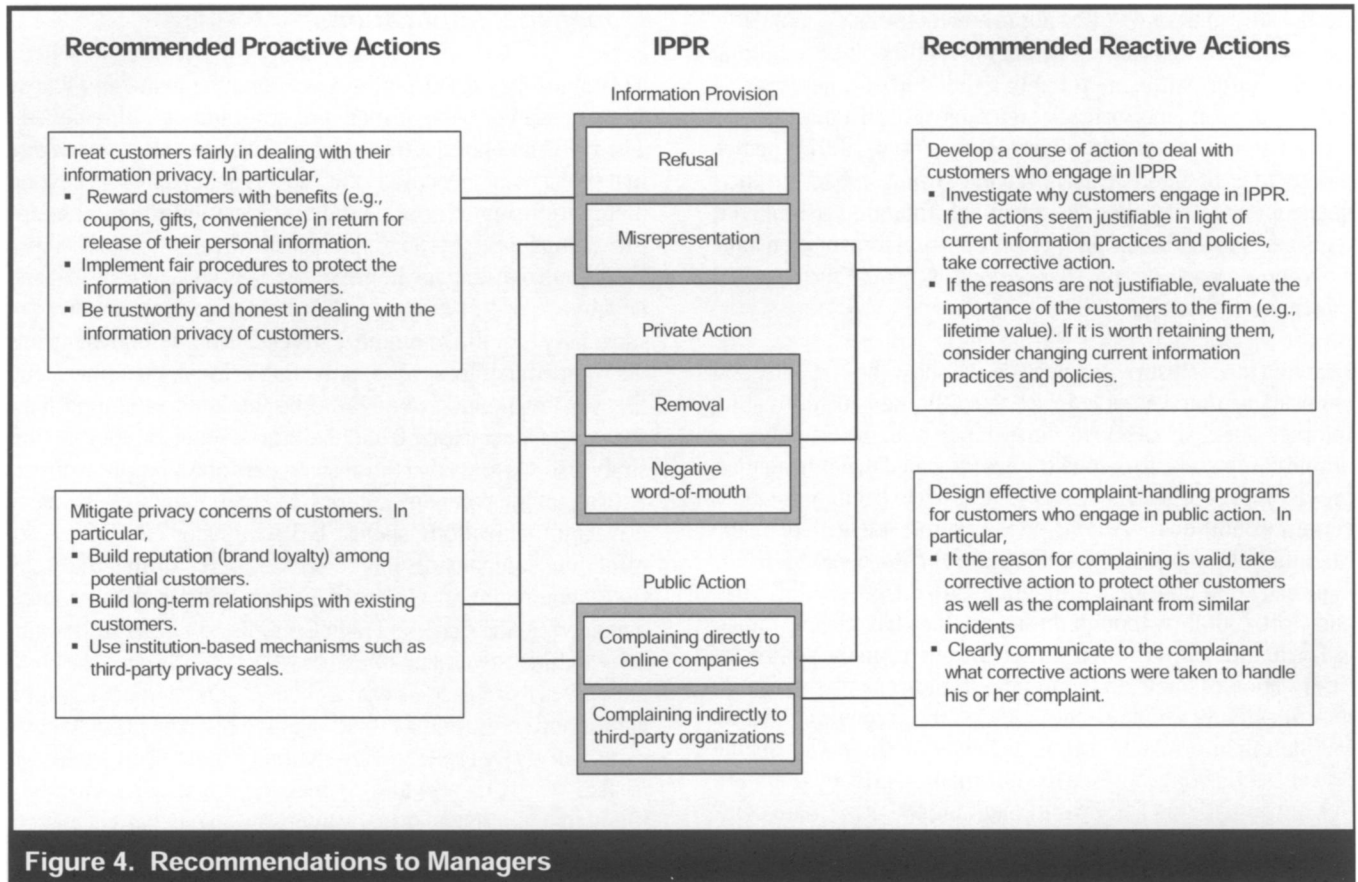 Recommended Proactive Actions
IPPR
Recommended Reactive Actions
Treat customers fairly in dealing with their
information privacy. In particular,
▪ Reward customers with benefits (e.g.,
coupons, gifts, convenience) in return for
release of their personal information.
▪ Implement fair procedures to protect the
information privacy of customers.
▪ Be trustworthy and honest in dealing with the
information privacy of customers.
Mitigate privacy concerns of customers. In
particular,
▪ Build reputation (brand loyalty) among
potential customers.
▪ Build long-term relationships with existing
customers.
▪ Use institution-based mechanisms such as
third-party privacy seals.
Information Provision
Refusal
Misrepresentation
Private Action
Removal
Negative
word-of-mouth
Public Action
Complaining directly to
online companies
Complaining indirectly to
third-party organizations
Develop a course of action to deal with
customers who engage in IPPR
▪ Investigate why customers engage in IPPR.
If the actions seem justifiable in light of
current information practices and policies,
take corrective action.
▪ If the reasons are not justifiable, evaluate the
importance of the customers to the firm (e.g.,
lifetime value). If it is worth retaining them,
consider changing current information
practices and policies.
Design effective complaint-handling programs
for customers who engage in public action. In
particular,
▪ If the reason for complaining is valid, take
corrective action to protect other customers
as well as the complainant from similar
incidents
▪ Clearly communicate to the complainant
what corrective actions were taken to handle
his or her complaint.
Figure 4. Recommendations to Managers